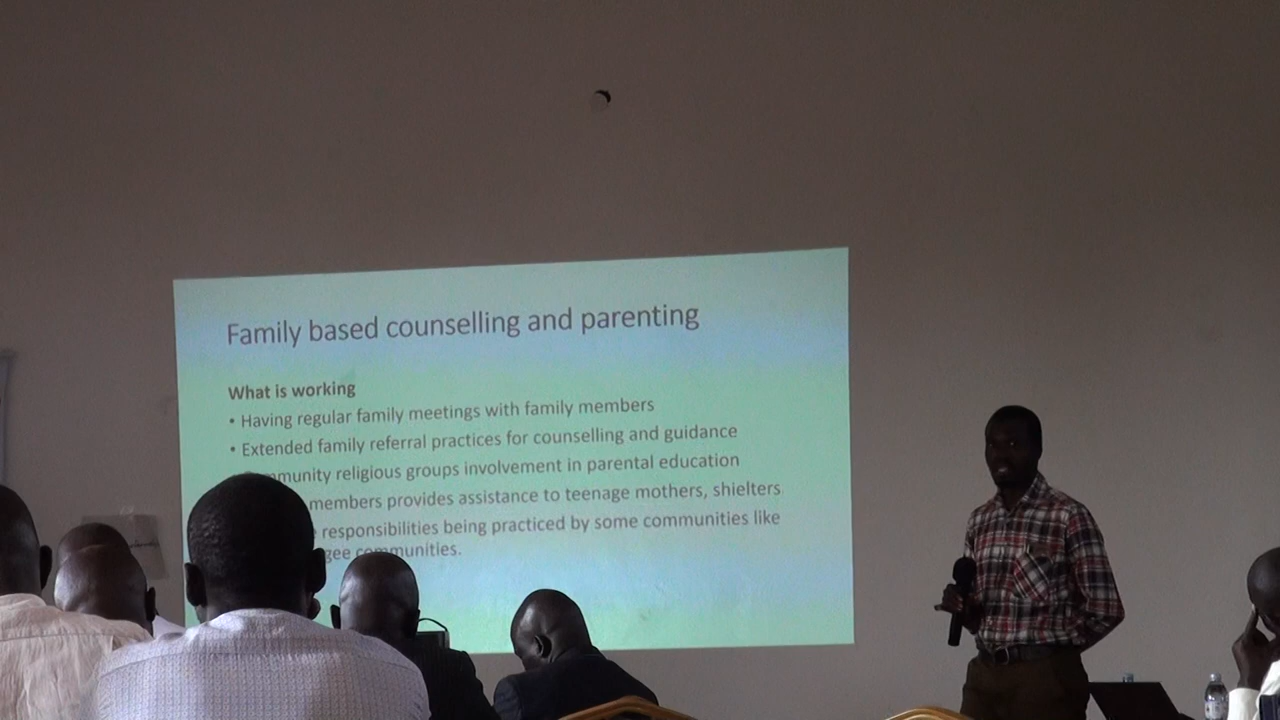 Family based counselling and parenting
What is working
• Having regular family meetings with family members
• Extended family referral practices for counselling and guidance
religious groups involvement in parental education
members provides assistance to teenage mothers, shielters
responsibilities being practiced by some communities like
communities.